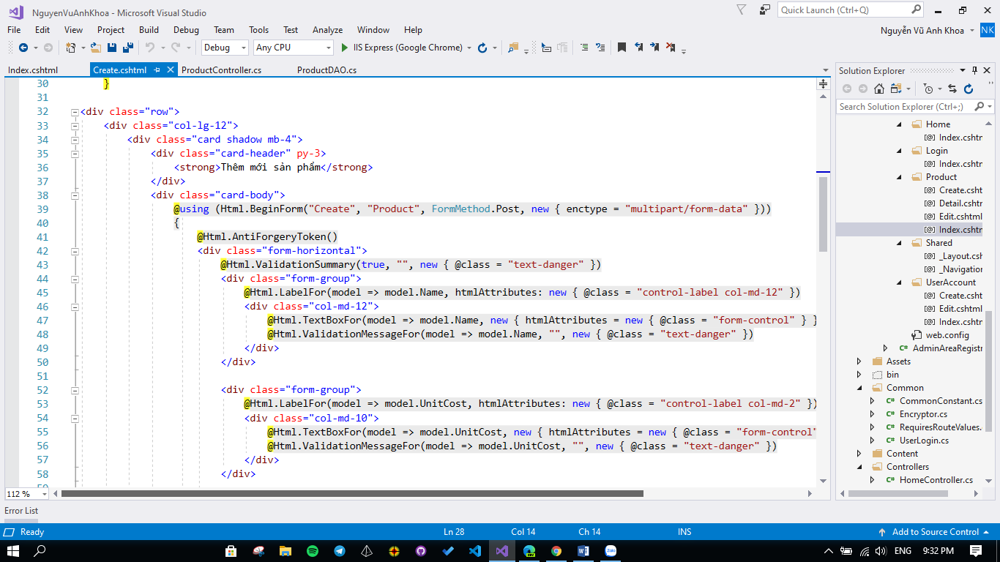 NguyenVuAnhKhoa - Microsoft Visual Studio
Quick Launch (Ctrl+Q)
File Edit View Project Build Debug Team Tools Test Analyze Window Help
Nguyễn Vũ Anh Khoa NK
Debug Any CPU IIS Express (Google Chrome)
Index.cshtml Create.cshtml ProductController.cs ProductDAO.cs
30 }
31
32 <div class="row">
33 <div class="col-lg-12">
34 <div class="card shadow mb-4">
35 <div class="card-header" py-3>
36 <strong>Thêm mới sản phẩm</strong>
37 </div>
38 <div class="card-body">
39 @using (Html.BeginForm("Create", "Product", FormMethod.Post, new { enctype = "multipart/form-data" }))
40 {
41 @Html.AntiForgeryToken()
42 <div class="form-horizontal">
43 @Html.ValidationSummary(true, "", new { @class = "text-danger" })
44 <div class="form-group">
45 @Html.LabelFor(model => model.Name, htmlAttributes: new { @class = "control-label col-md-12" })
46 <div class="col-md-12">
47 @Html.TextBoxFor(model => model.Name, new { htmlAttributes = new { @class = "form-control" } }
48 @Html.ValidationMessageFor(model => model.Name, "", new { @class = "text-danger" })
49 </div>
50 </div>
51
52 <div class="form-group">
53 @Html.LabelFor(model => model.UnitCost, htmlAttributes: new { @class = "control-label col-md-2" })
54 <div class="col-md-10">
55 @Html.TextBoxFor(model => model.UnitCost, new { htmlAttributes = new { @class = "form-control"
56 @Html.ValidationMessageFor(model => model.UnitCost, "", new { @class = "text-danger" })
57 </div>
58 </div>
112 %
Solution Explorer
Search Solution Explorer (Ctrl+;)
Home
Index.cshtr
Login
Index.cshtr
Product
Create.csht
Detail.cshtr
Edit.cshtml
Index.cshtr
Shared
_Layout.csh
_Navigation
UserAccount
Create.csht
Edit.cshtml
Index.cshtr
web.config
AdminAreaRegistr
Assets
bin
Common
CommonConstant.cs
Encryptor.cs
RequiresRouteValues.
UserLogin.cs
Content
Controllers
HomeController.cs
Error List
Ready Ln 28 Col 14 Ch 14 INS Add to Source Control
DEV Zalo ENG 9:32 PM